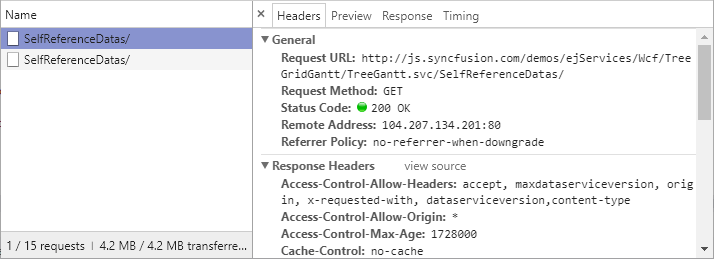 Name
SelfReferenceDatas/
SelfReferenceDatas/
1 / 15 requests | 4.2 MB / 4.2 MB transferre...
× Headers Preview Response Timing
▼ General
Request URL: http://js.syncfusion.com/demos/ejServices/Wcf/Tree
GridGantt/TreeGantt.svc/SelfReferenceDatas/
Request Method: GET
Status Code: 200 OK
Remote Address: 104.207.134.201:80
Referrer Policy: no-referrer-when-downgrade
▼ Response Headers view source
Access-Control-Allow-Headers: accept, maxdataserviceversion, orig
in, x-requested-with, dataserviceversion,content-type
Access-Control-Allow-Origin: *
Access-Control-Max-Age: 1728000
Cache-Control: no-cache